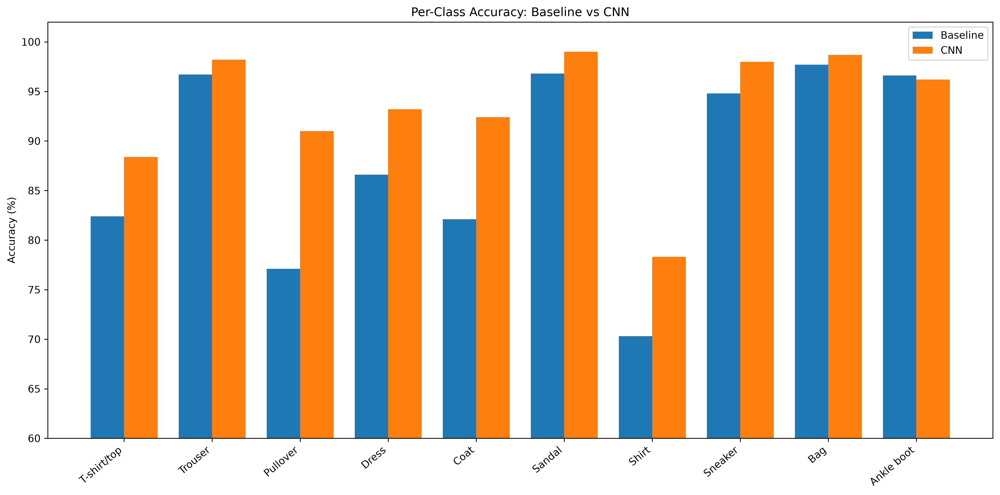 Per-Class Accuracy: Baseline vs CNN
Baseline
CNN
Accuracy (%)
100
95
90
85
80
75
70
65
60
T-shirt/top
Trouser
Pullover
Dress
Coat
Sandal
Shirt
Sneaker
Bag
Ankle boot